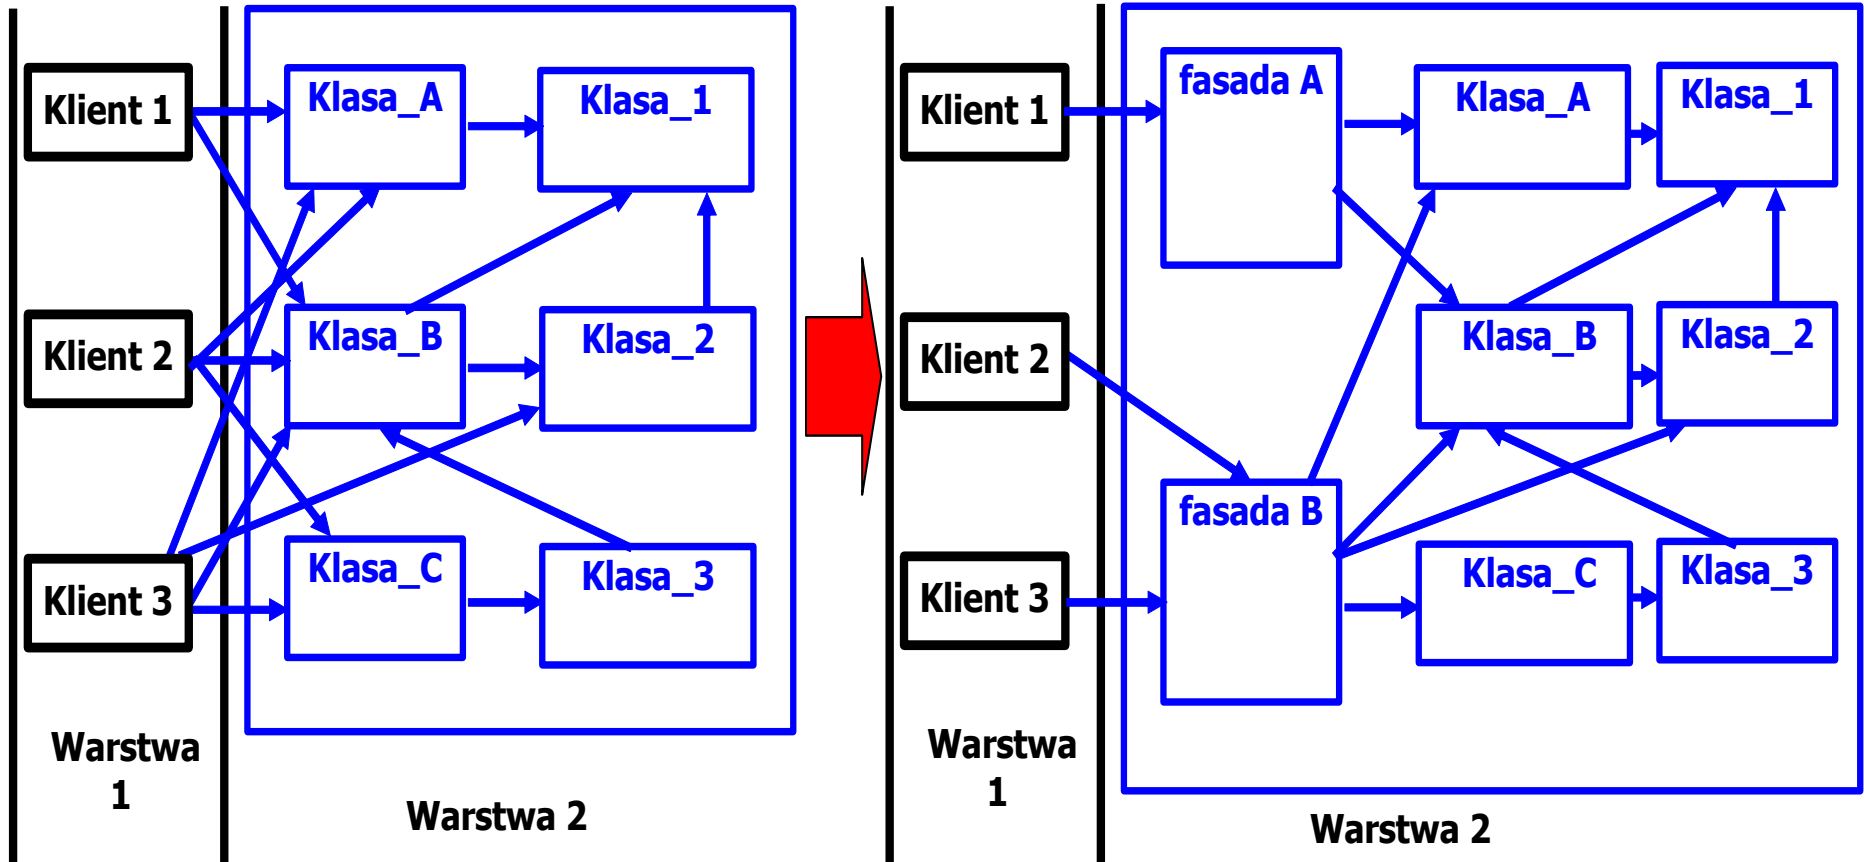 Klient 1
Klasa_A
Klasa_1
Klient 2
Klasa_B
Klasa_2
Klient 3
Klasa_C
Klasa_3
Warstwa
1
Warstwa 2
Klient 1
fasada A
Klasa_A
Klasa_1
Klient 2
Klasa_B
Klasa_2
fasada B
Klient 3
Klasa_C
Klasa_3
Warstwa
1
Warstwa 2